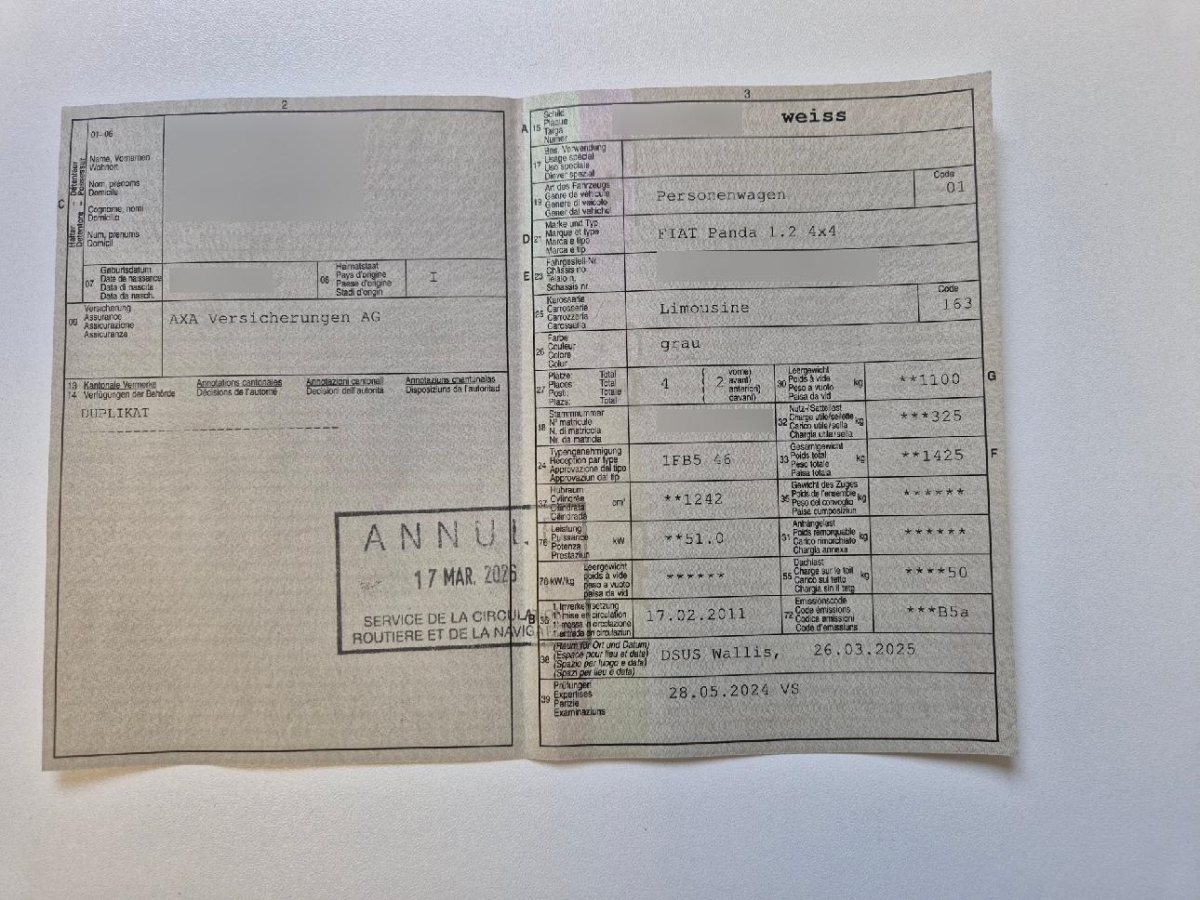 2
01-06
Name, Vornamen
Wohnort
Nom, prénoms
Domicile
Cognome, nomi
Domicilio
Num, prenums
Domicil
C
Halter - Détenteur
Detentore - Possessur
07
Geburtsdatum
Date de naissance
Data di nascita
Data da nasch.
08
Heimatstaat
Pays d'origine
Paese d'origine
Stadi d'origin
I
09
Versicherung
Assurance
Assicurazione
Assicuranza
AXA Versicherungen AG
13 Kantonale Vermerke Annotations cantonales Annotazioni cantonali Annotaziuns chantunalas
14 Verfügungen der Behörde Décisions de l'autorité Decisioni dell'autorità Disposiziuns da l'autoritad
DUPLIKAT
ANNUL
17 MAR. 2026
SERVICE DE LA CIRCULA
ROUTIERE ET DE LA NAVIGA
3
A 15
Schild
Plaque
Targa
Numer
weiss
17
Bes. Verwendung
Usage spécial
Uso speciale
Diever spezial
19
Art des Fahrzeugs
Genre de véhicule
Genere di veicolo
Gener dal vehichel
Personenwagen
Code
01
D 21
Marke und Typ
Marque et type
Marca e tipo
Marca e tip
FIAT Panda 1.2 4x4
E 23
Fahrgestell-Nr.
Châssis no
Telaio n.
Schassis nr.
25
Karosserie
Carrosserie
Carrozzeria
Carossaria
Limousine
Code
163
26
Farbe
Couleur
Colore
Colur
grau
27
Plätze: Total
Places: Total
Posti: Totale
Plazs: Total
4 ( 2 vorne)
avant)
anteriori)
davant)
30
Leergewicht
Poids à vide
Peso a vuoto
Paisa da vid
kg
**1100
G
18
Stammnummer
N° matricule
N. di matricola
Nr. da matricla
32
Nutz-/Sattellast
Charge utile/sellette
Carico utile/sella
Chargia utila/sella
kg
***325
24
Typengenehmigung
Réception par type
Approvazione del tipo
Approvaziun dal tip
1FB5 46
33
Gesamtgewicht
Poids total
Peso totale
Paisa totala
kg
**1425
F
37
Hubraum
Cylindrée
Cilindrata
Cilindrada
cm³
**1242
35
Gewicht des Zuges
Poids de l'ensemble
Peso del convoglio
Paisa cumposiziun
kg
******
76
Leistung
Puissance
Potenza
Prestaziun
kW
**51.0
31
Anhängelast
Poids remorquable
Carico rimorchiato
Chargia annexa
kg
******
78 kW/kg
Leergewicht
poids à vide
peso a vuoto
paisa da vid
******
55
Dachlast
Charge sur le toit
Carico sul tetto
Chargia sin il tetg
kg
****50
B 36
1. Inverkehrsetzung
1re mise en circulation
1. messa in circolazione
1. entrada en circulaziun
17.02.2011
72
Emissionscode
Code émissions
Codice emissioni
Code d'emissiuns
***B5a
38
(Raum für Ort und Datum)
(Espace pour lieu et date)
(Spazio per luogo e data)
(Spazi per lieu e data)
DSUS Wallis, 26.03.2025
39
Prüfungen
Expertises
Perizie
Examinaziuns
28.05.2024 VS